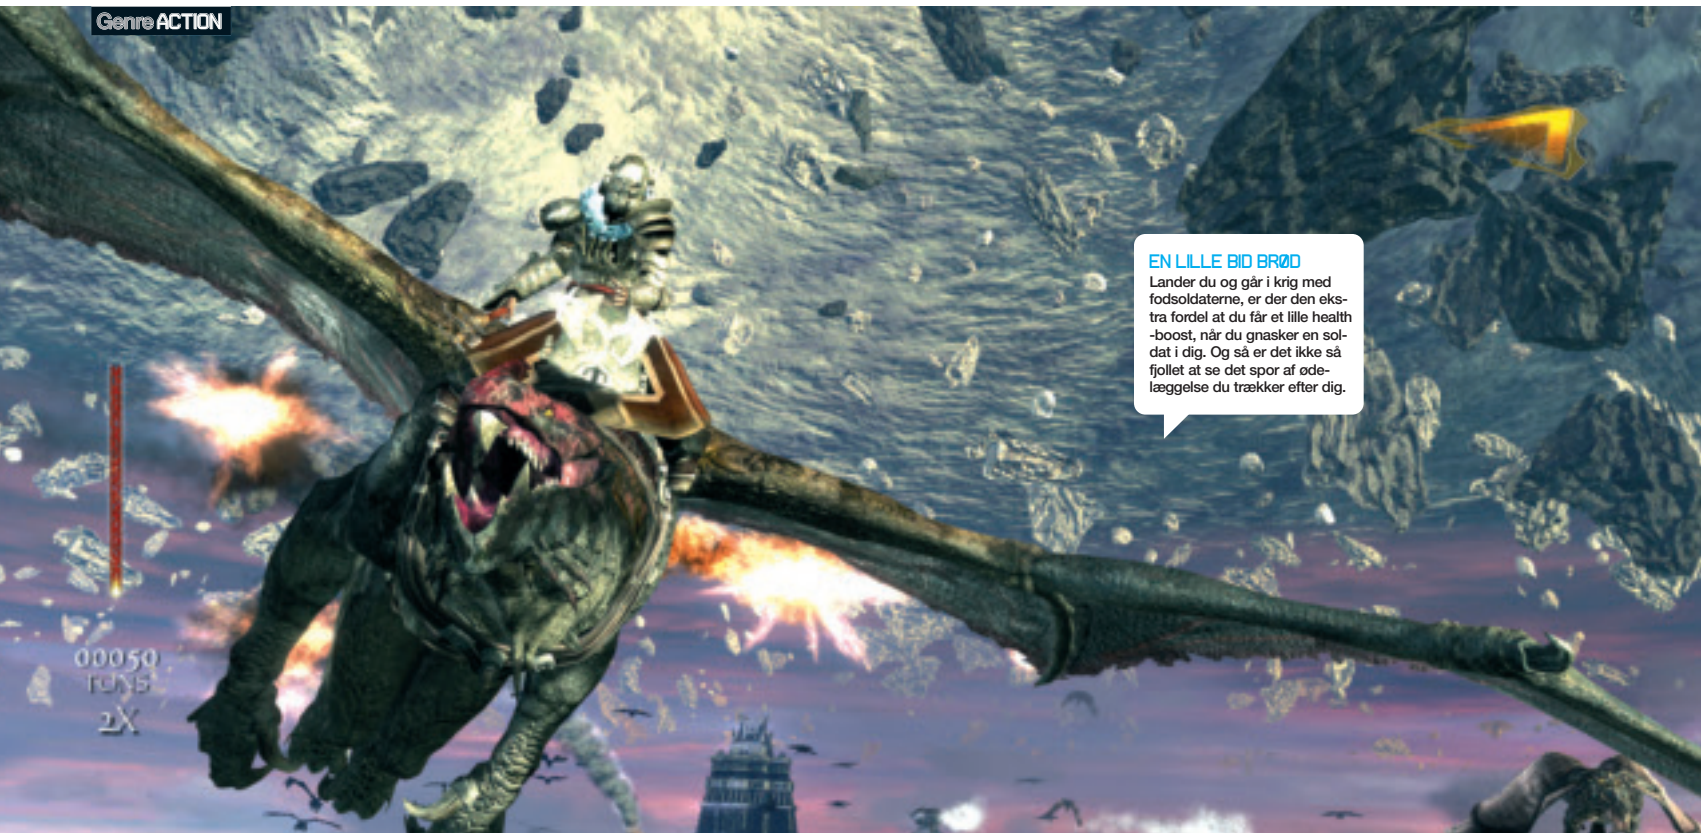 Genre ACTION
EN LILLE BID BRØD
Lander du og går i krig med
fodsoldaterne, er der den eks-
tra fordel at du får et lille health
-boost, når du gnasker en sol-
dat i dig. Og så er det ikke så
fjollet at se det spor af øde-
læggelse du trækker efter dig.
00050
TONS
2X